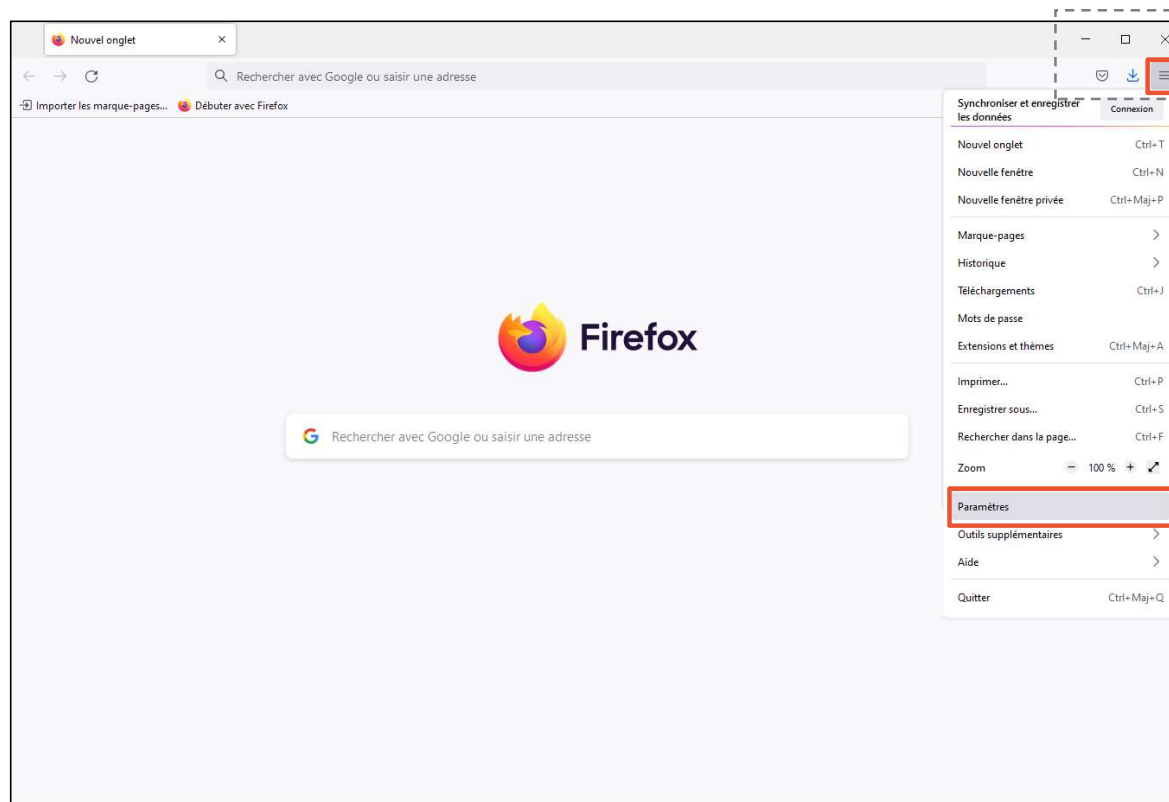 Nouvel onglet
Rechercher avec Google ou saisir une adresse
Importer les marque-pages... Débuter avec Firefox
Synchroniser et enregistrer
les données
Connexion
Nouvel onglet Ctrl+T
Nouvelle fenêtre Ctrl+N
Nouvelle fenêtre privée Ctrl+Maj+P
Marque-pages
Historique
Téléchargements Ctrl+J
Mots de passe
Extensions et thèmes Ctrl+Maj+A
Imprimer... Ctrl+P
Enregistrer sous... Ctrl+S
Rechercher dans la page... Ctrl+F
Zoom - 100 % +
Paramètres
Outils supplémentaires
Aide
Quitter Ctrl+Maj+Q
Firefox
Rechercher avec Google ou saisir une adresse